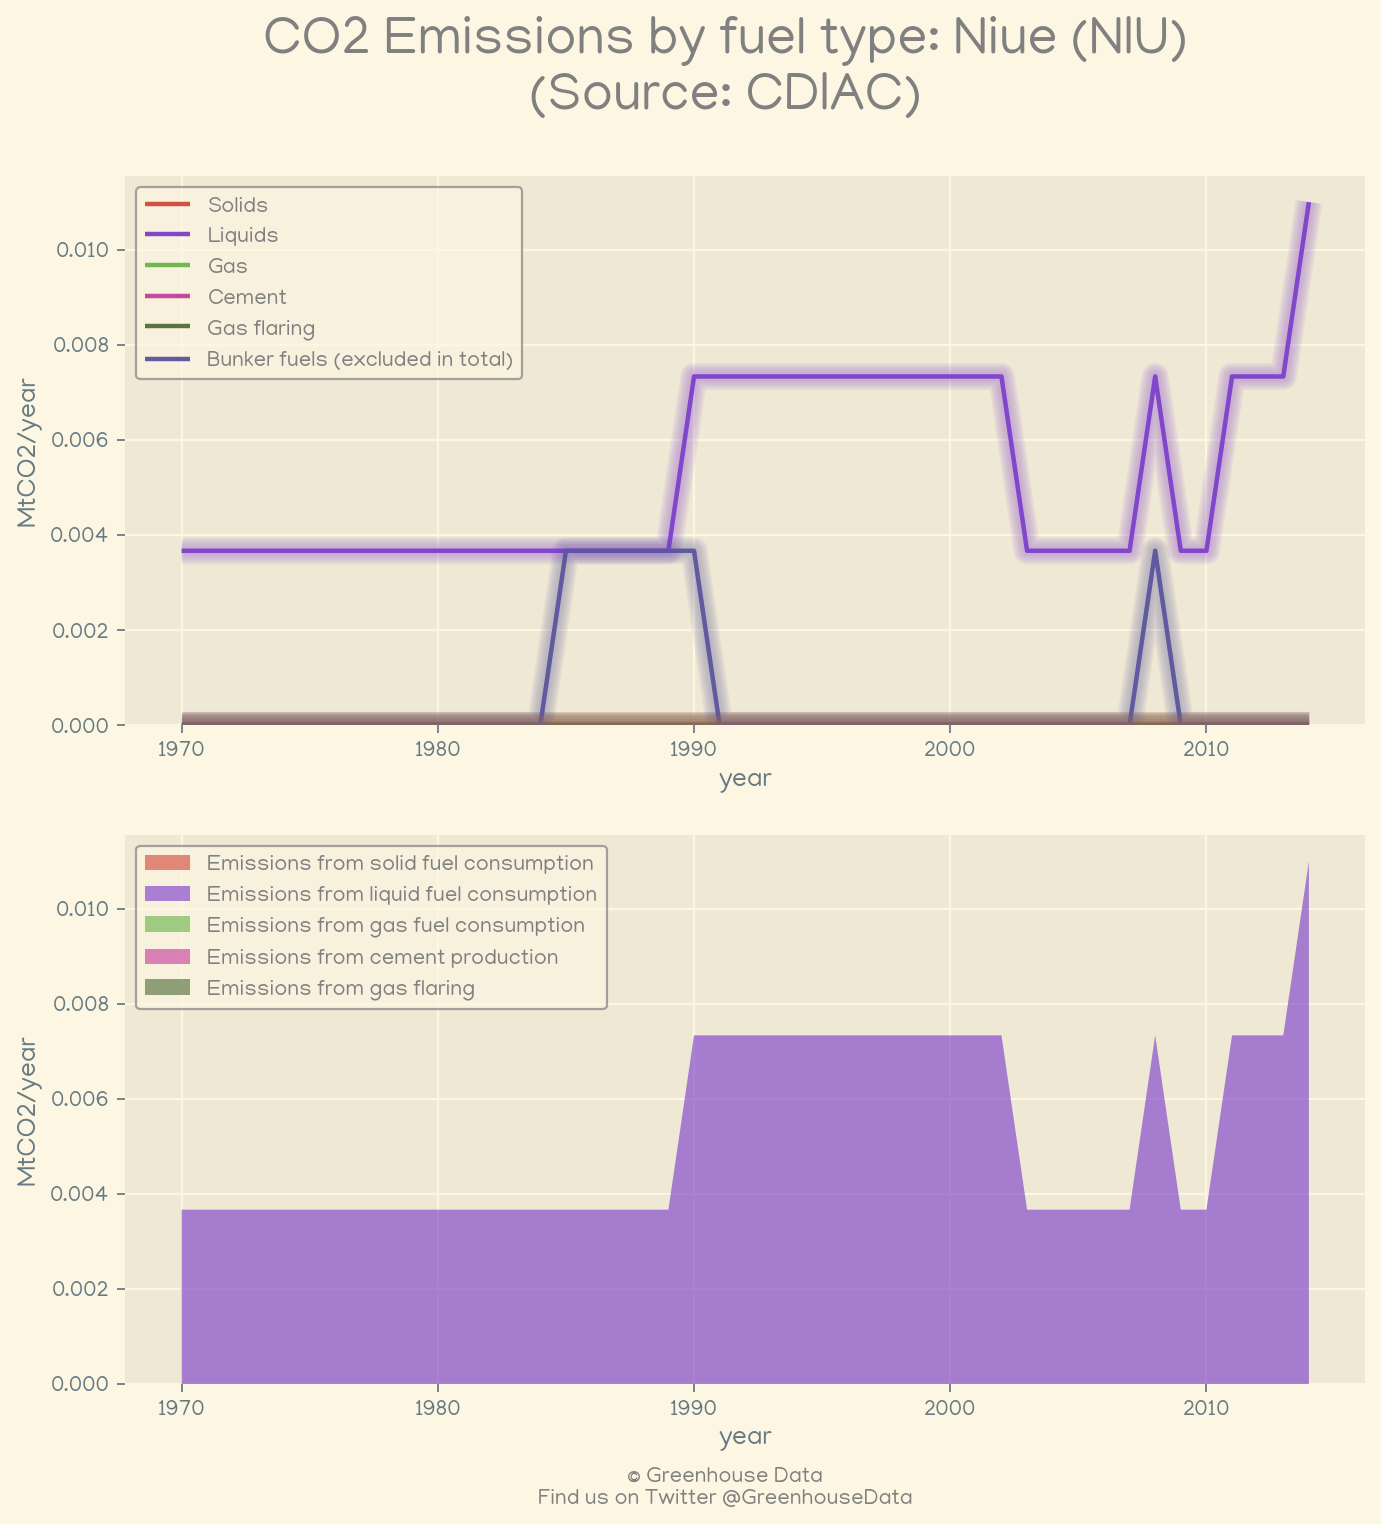 CO2 Emissions by fuel type: Niue (NIU)
(Source: CDIAC)
Solids
Liquids
Gas
Cement
Gas flaring
Bunker fuels (excluded in total)
0.010
0.008
0.006
0.004
0.002
0.000
MtCO2/year
1970 1980 1990 2000 2010
year
Emissions from solid fuel consumption
Emissions from liquid fuel consumption
Emissions from gas fuel consumption
Emissions from cement production
Emissions from gas flaring
0.010
0.008
0.006
0.004
0.002
0.000
MtCO2/year
1970 1980 1990 2000 2010
year
© Greenhouse Data
Find us on Twitter @GreenhouseData